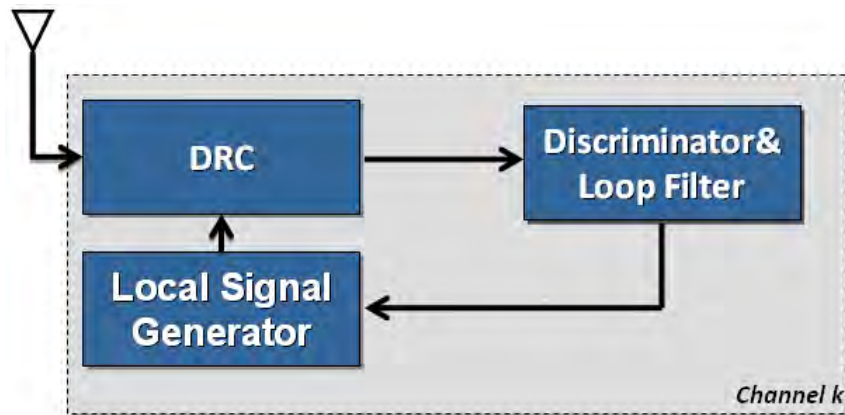 DRC
Discriminator&
Loop Filter
Local Signal
Generator
Channel k